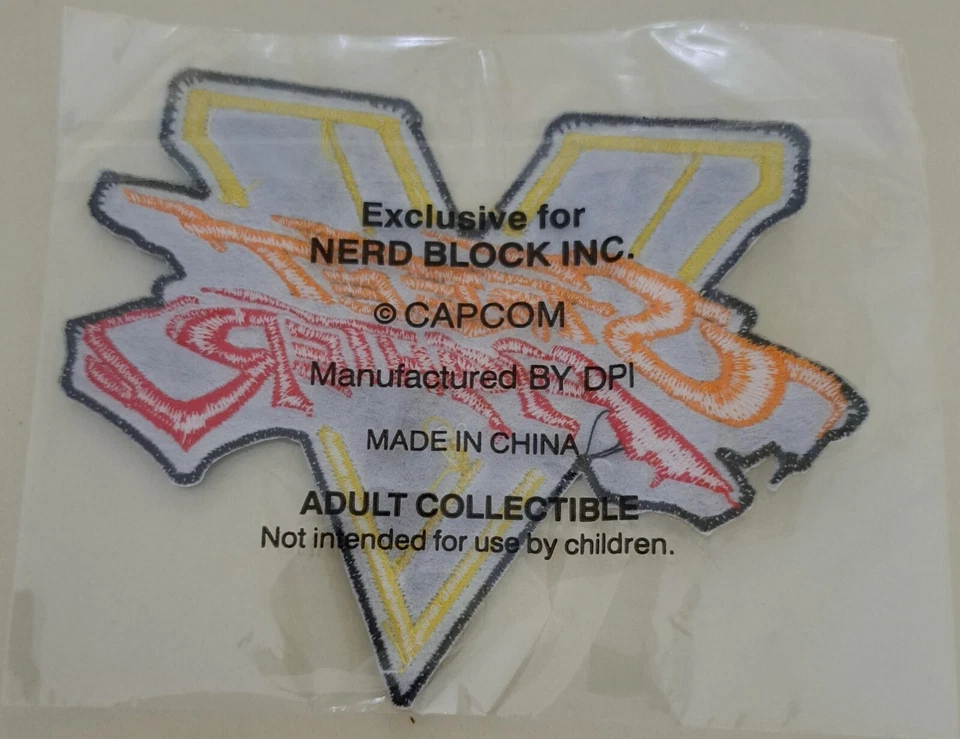 Exclusive for
NERD BLOCK INC.
© CAPCOM
Manufactured BY DPI
MADE IN CHINA
ADULT COLLECTIBLE
Not intended for use by children.